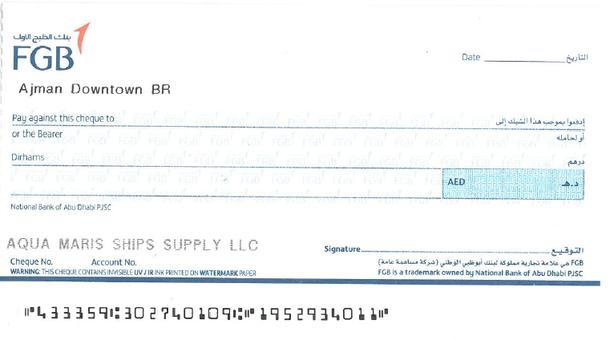 بنك الخليج الأول
FGB
Ajman Downtown BR
Date التاريخ
Pay against this cheque to إدفعوا بموجب هذا الشيك إلى
or the Bearer أو لحامله
Dirhams درهم
AED د.هـ
National Bank of Abu Dhabi PJSC
AQUA MARIS SHIPS SUPPLY LLC
Signature التوقيع
Cheque No. Account No. FGB هي علامة تجارية مملوكة لبنك أبوظبي الوطني (شركة مساهمة عامة)
WARNING: THIS CHEQUE CONTAINS INVISIBLE UV / IR INK PRINTED ON WATERMARK PAPER FGB is a trademark owned by National Bank of Abu Dhabi PJSC
⑈433359⑆302740109⑆⑈1952934011⑈